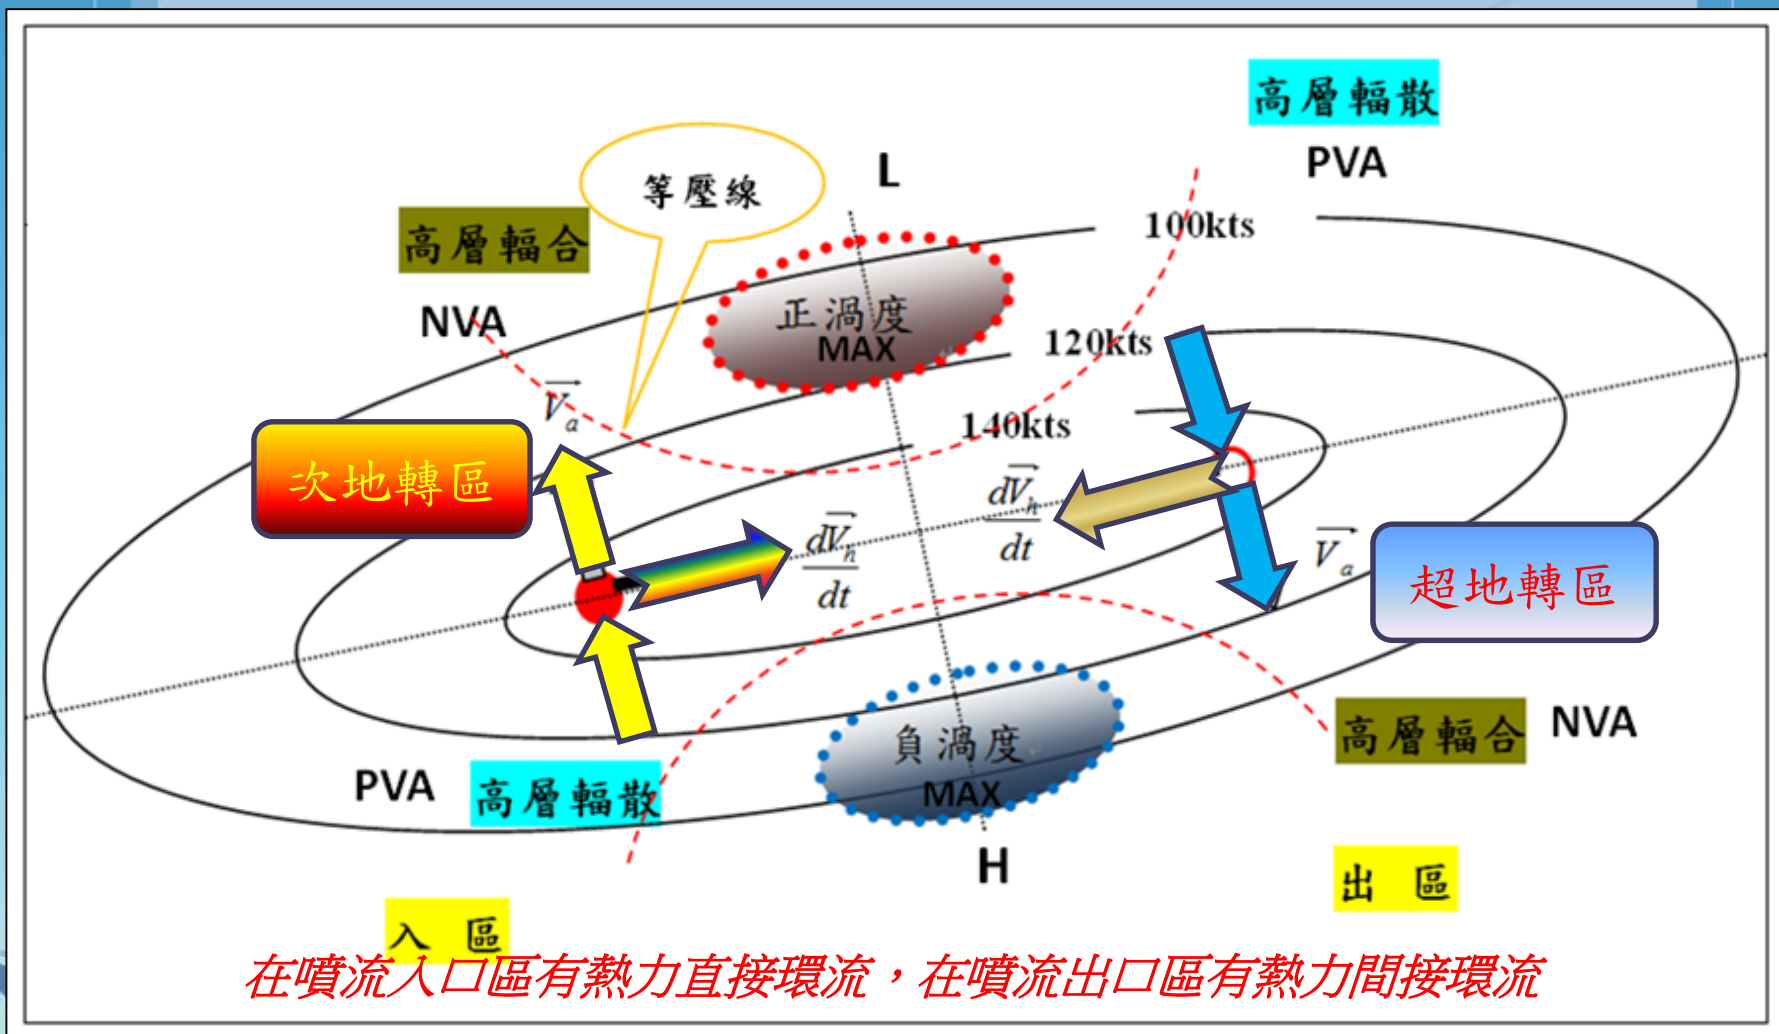 高層輻散
PVA
L
等壓線
100kts
高層輻合
NVA
正渦度
MAX
120kts
Va
140kts
次地轉區
dVh
dt
dVh
dt
Va
超地轉區
高層輻合
NVA
負渦度
MAX
PVA
高層輻散
H
出 區
入 區
在噴流入口區有熱力直接環流，在噴流出口區有熱力間接環流